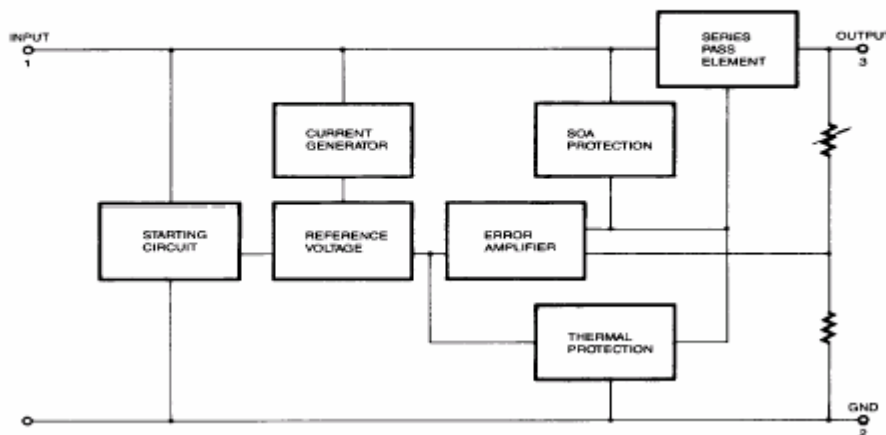 INPUT
1
SERIES
PASS
ELEMENT
OUTPUT
3
CURRENT
GENERATOR
SOA
PROTECTION
STARTING
CIRCUIT
REFERENCE
VOLTAGE
ERROR
AMPLIFIER
THERMAL
PROTECTION
GND
2